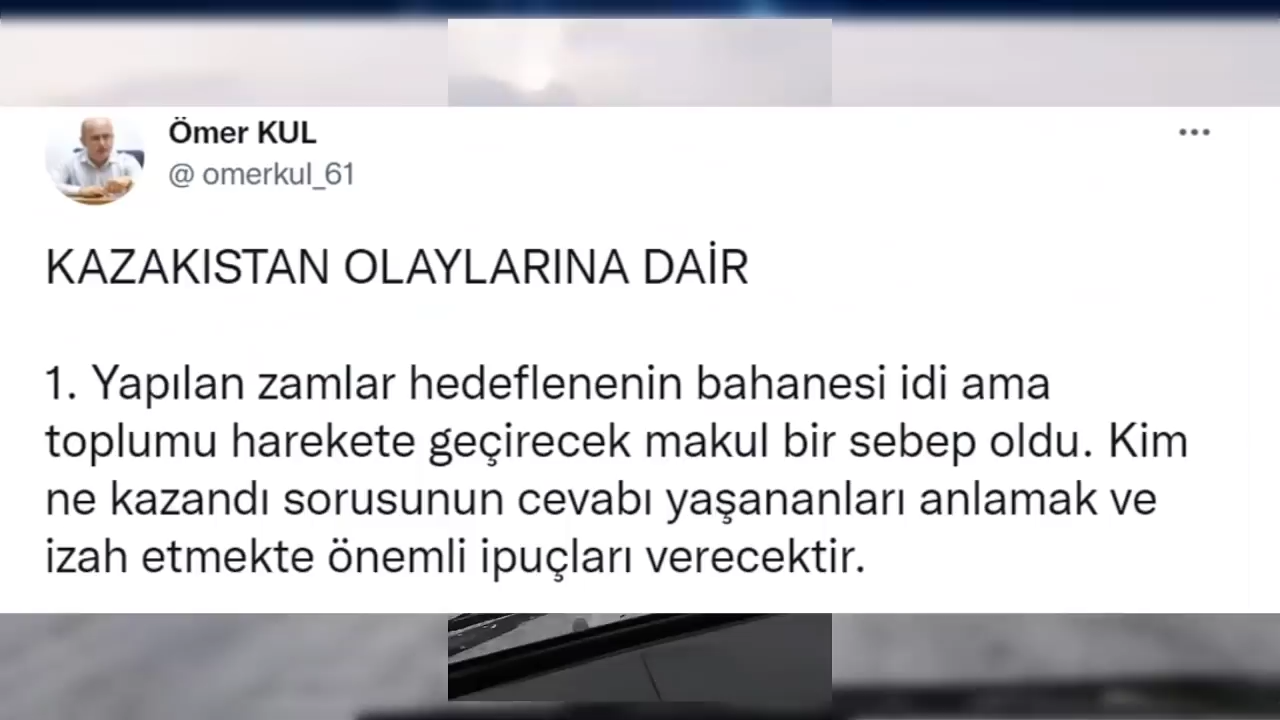 Ömer KUL
@ omerkul_61
KAZAKISTAN OLAYLARINA DAİR
1. Yapılan zamlar hedeflenenin bahanesi idi ama
toplumu harekete geçirecek makul bir sebep oldu. Kim
ne kazandı sorusunun cevabı yaşananları anlamak ve
izah etmekte önemli ipuçları verecektir.